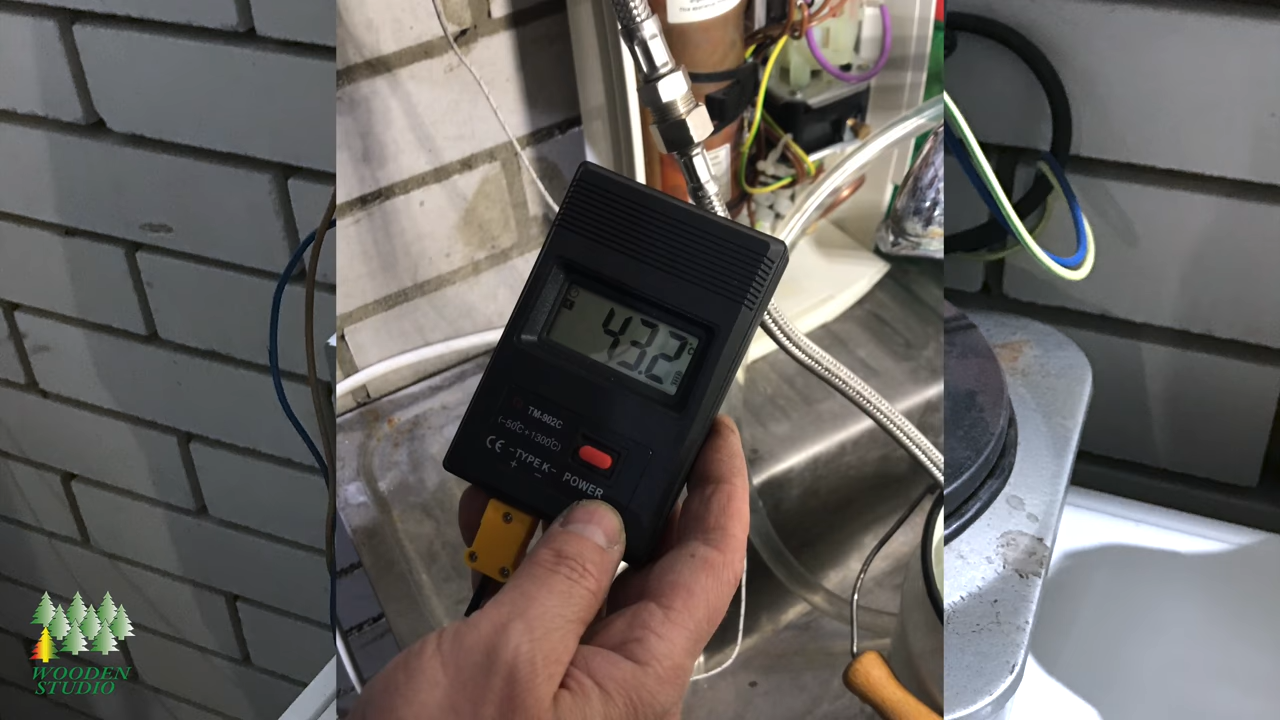 43.2
°C
TM-902C
(-50°C+1300°C)
CE -TYPE K-
+ -
POWER
WOODEN
STUDIO